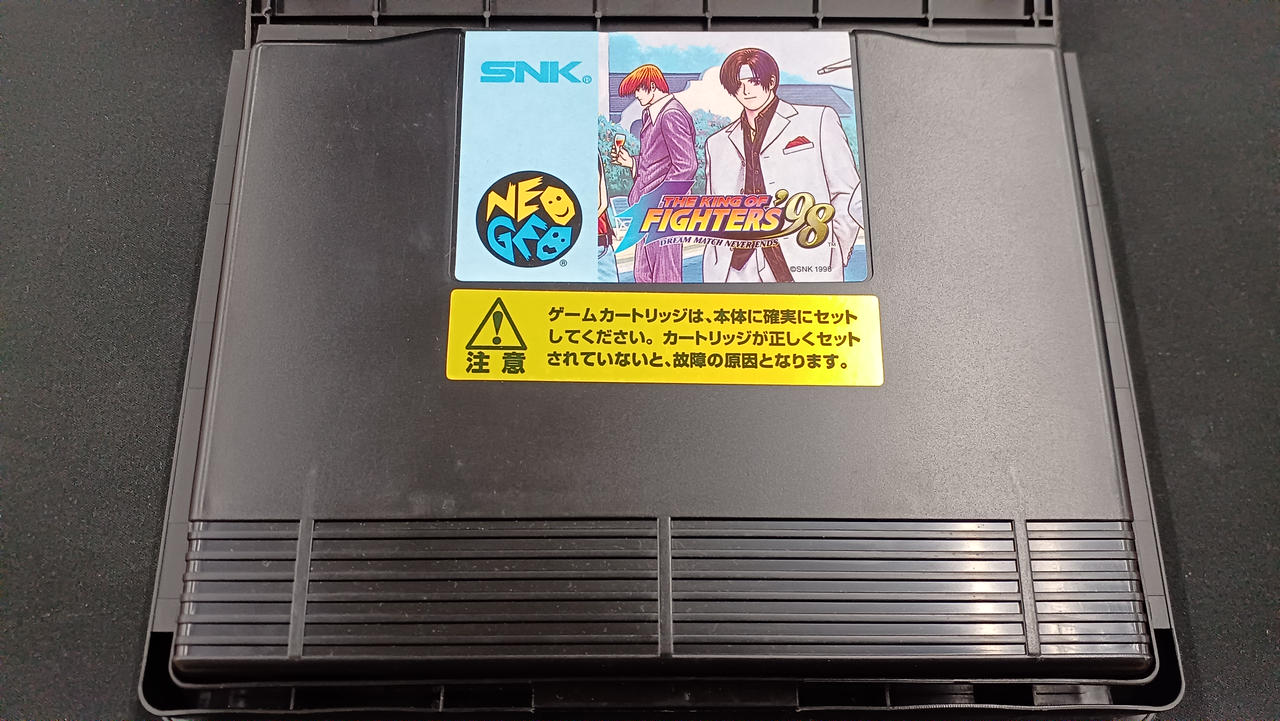 SNK®
NEO
GEO®
THE KING OF
FIGHTERS '98
DREAM MATCH NEVER ENDS
TM
©SNK 1998
注意
ゲームカートリッジは、本体に確実にセット
してください。カートリッジが正しくセット
されていないと、故障の原因となります。